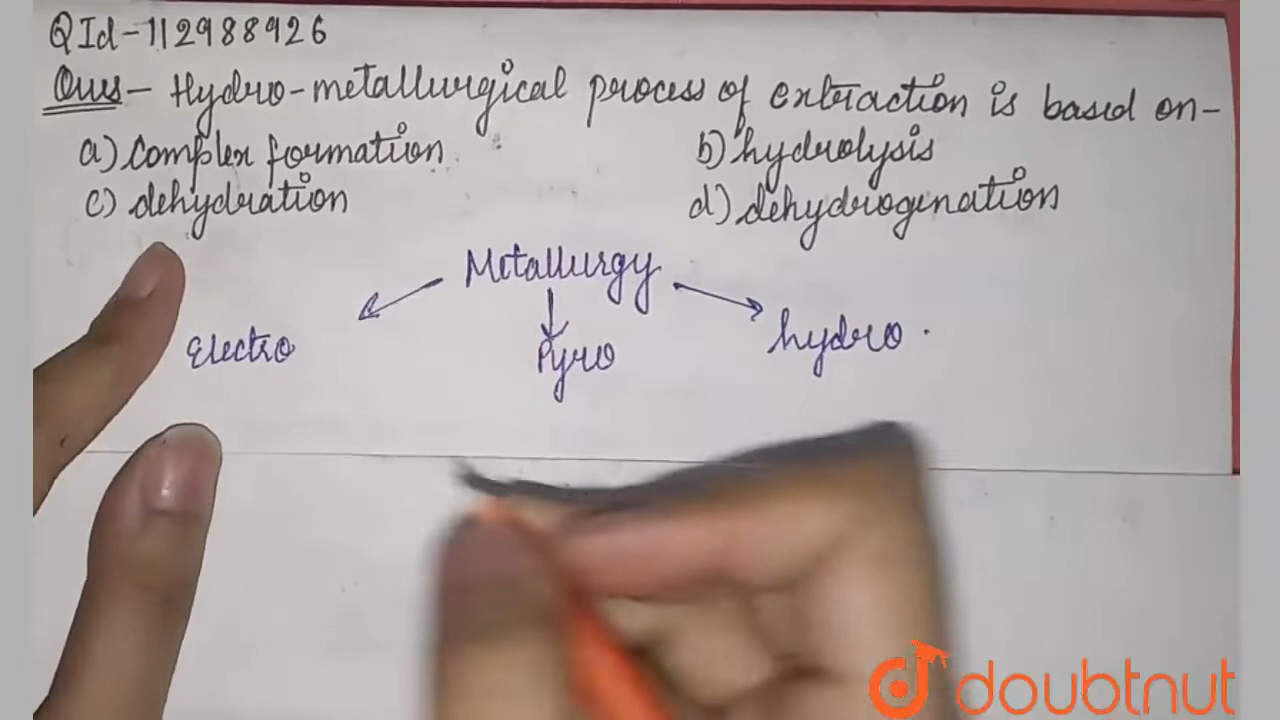 QId-112988926
Ques - Hydro-metallurgical process of extraction is based on-
a) Complex formation. b) hydrolysis
c) dehydration d) dehydrogenation
Metallurgy
Electro Pyro hydro.
doubtnut